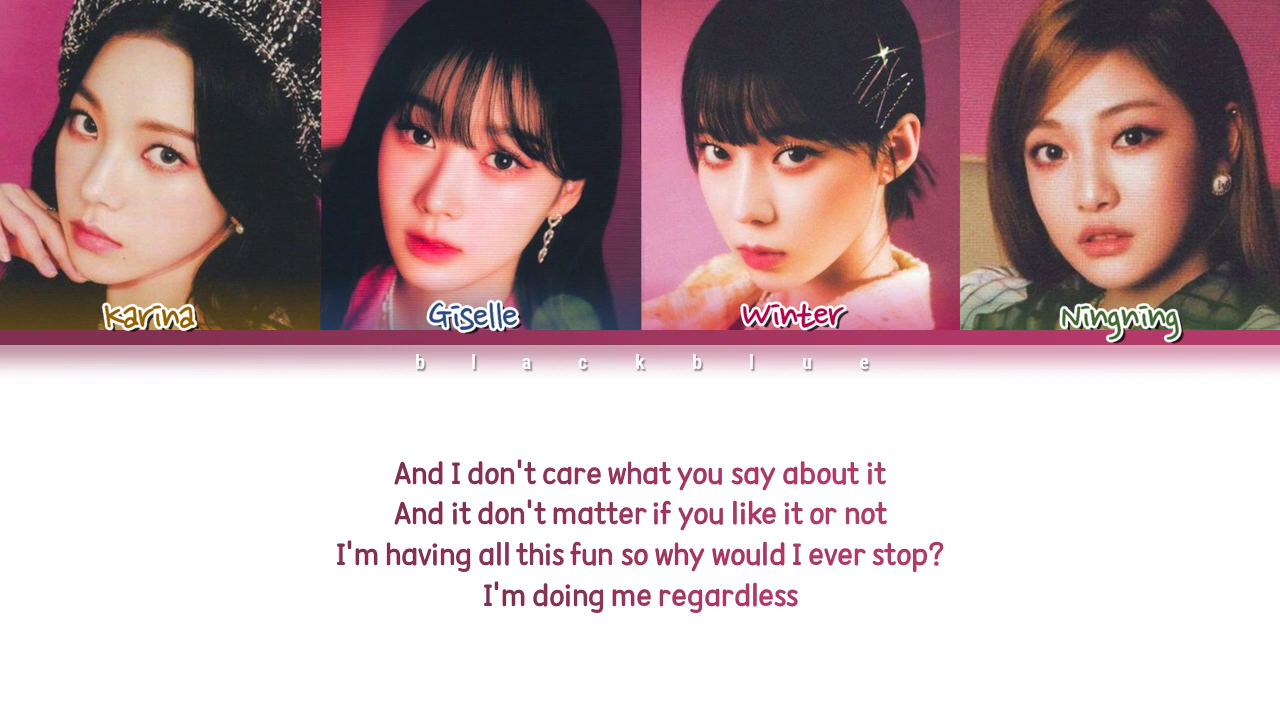 Karina
Giselle
Winter
Ningning
blackblue
And I don't care what you say about it
And it don't matter if you like it or not
I'm having all this fun so why would I ever stop?
I'm doing me regardless